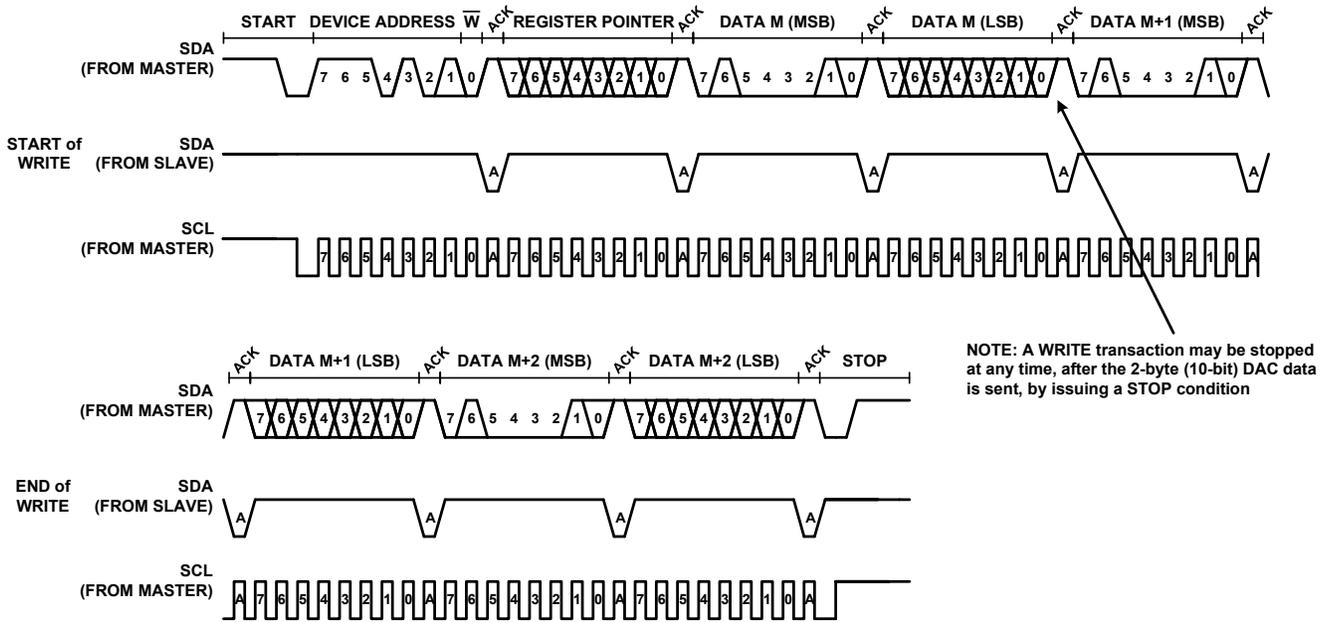 START DEVICE ADDRESS W ACK REGISTER POINTER ACK DATA M (MSB) ACK DATA M (LSB) ACK DATA M+1 (MSB) ACK
SDA
(FROM MASTER)
7 6 5 4 3 2 1 0 7 6 5 4 3 2 1 0 7 6 5 4 3 2 1 0 7 6 5 4 3 2 1 0 7 6 5 4 3 2 1 0
START of
WRITE
SDA
(FROM SLAVE)
A A A A A
SCL
(FROM MASTER)
7 6 5 4 3 2 1 0 A 7 6 5 4 3 2 1 0 A 7 6 5 4 3 2 1 0 A 7 6 5 4 3 2 1 0 A 7 6 5 4 3 2 1 0 A
NOTE: A WRITE transaction may be stopped
at any time, after the 2-byte (10-bit) DAC data
is sent, by issuing a STOP condition
ACK DATA M+1 (LSB) ACK DATA M+2 (MSB) ACK DATA M+2 (LSB) ACK STOP
SDA
(FROM MASTER)
7 6 5 4 3 2 1 0 7 6 5 4 3 2 1 0 7 6 5 4 3 2 1 0
END of
WRITE
SDA
(FROM SLAVE)
A A A A
SCL
(FROM MASTER)
A 7 6 5 4 3 2 1 0 A 7 6 5 4 3 2 1 0 A 7 6 5 4 3 2 1 0 A